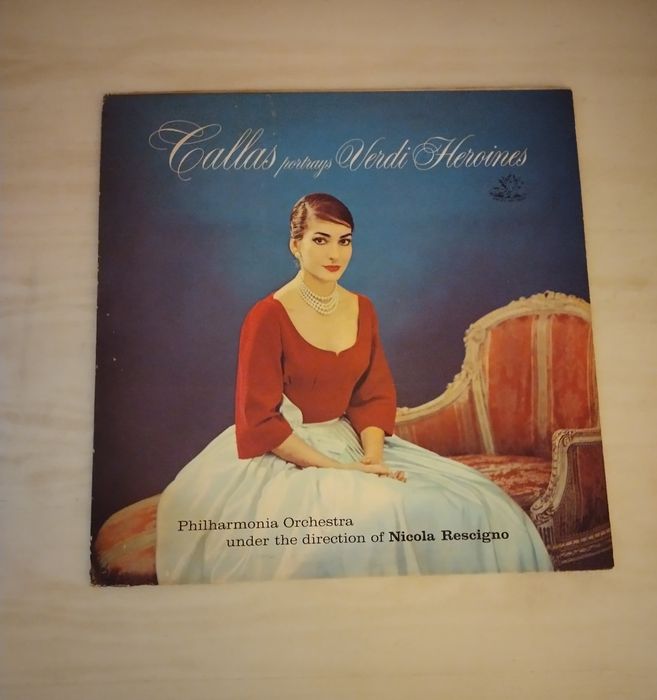 Callas portrays Verdi Heroines
Philharmonia Orchestra
under the direction of Nicola Rescigno